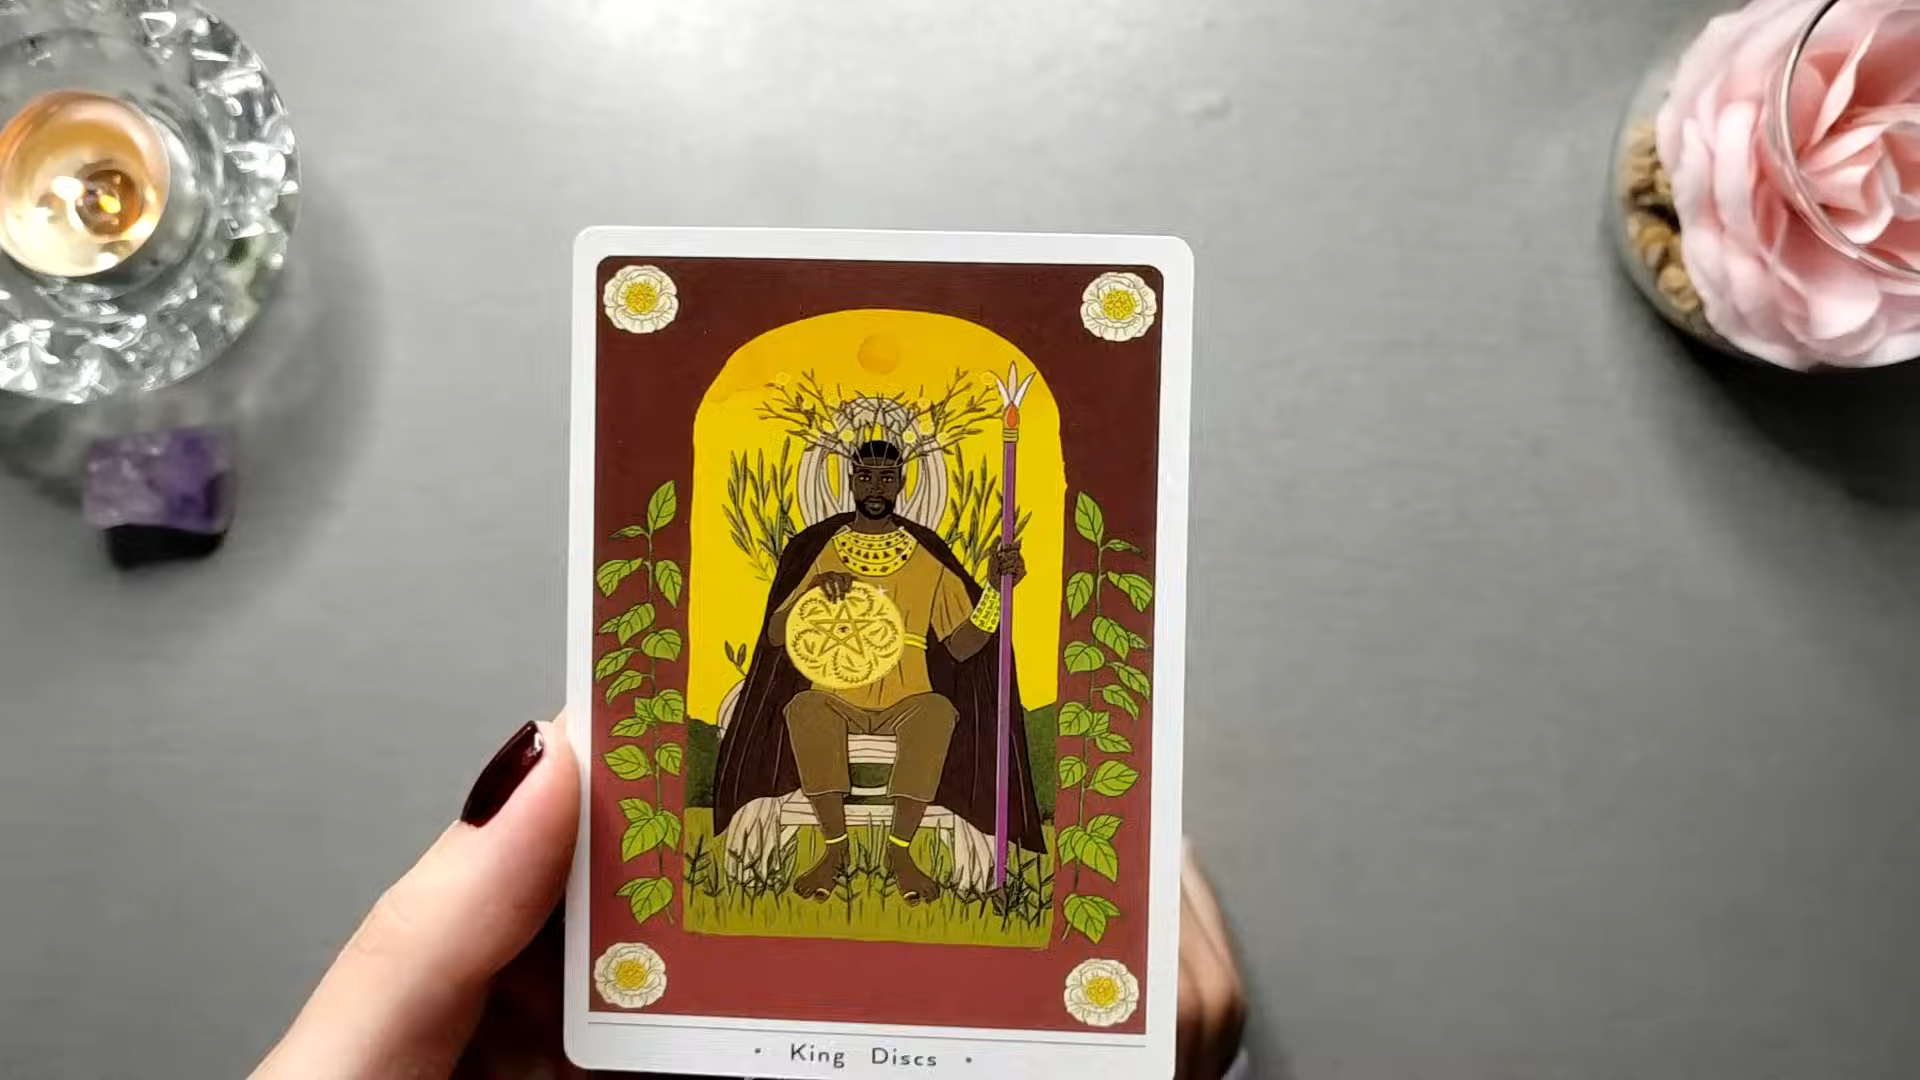 • King Discs •